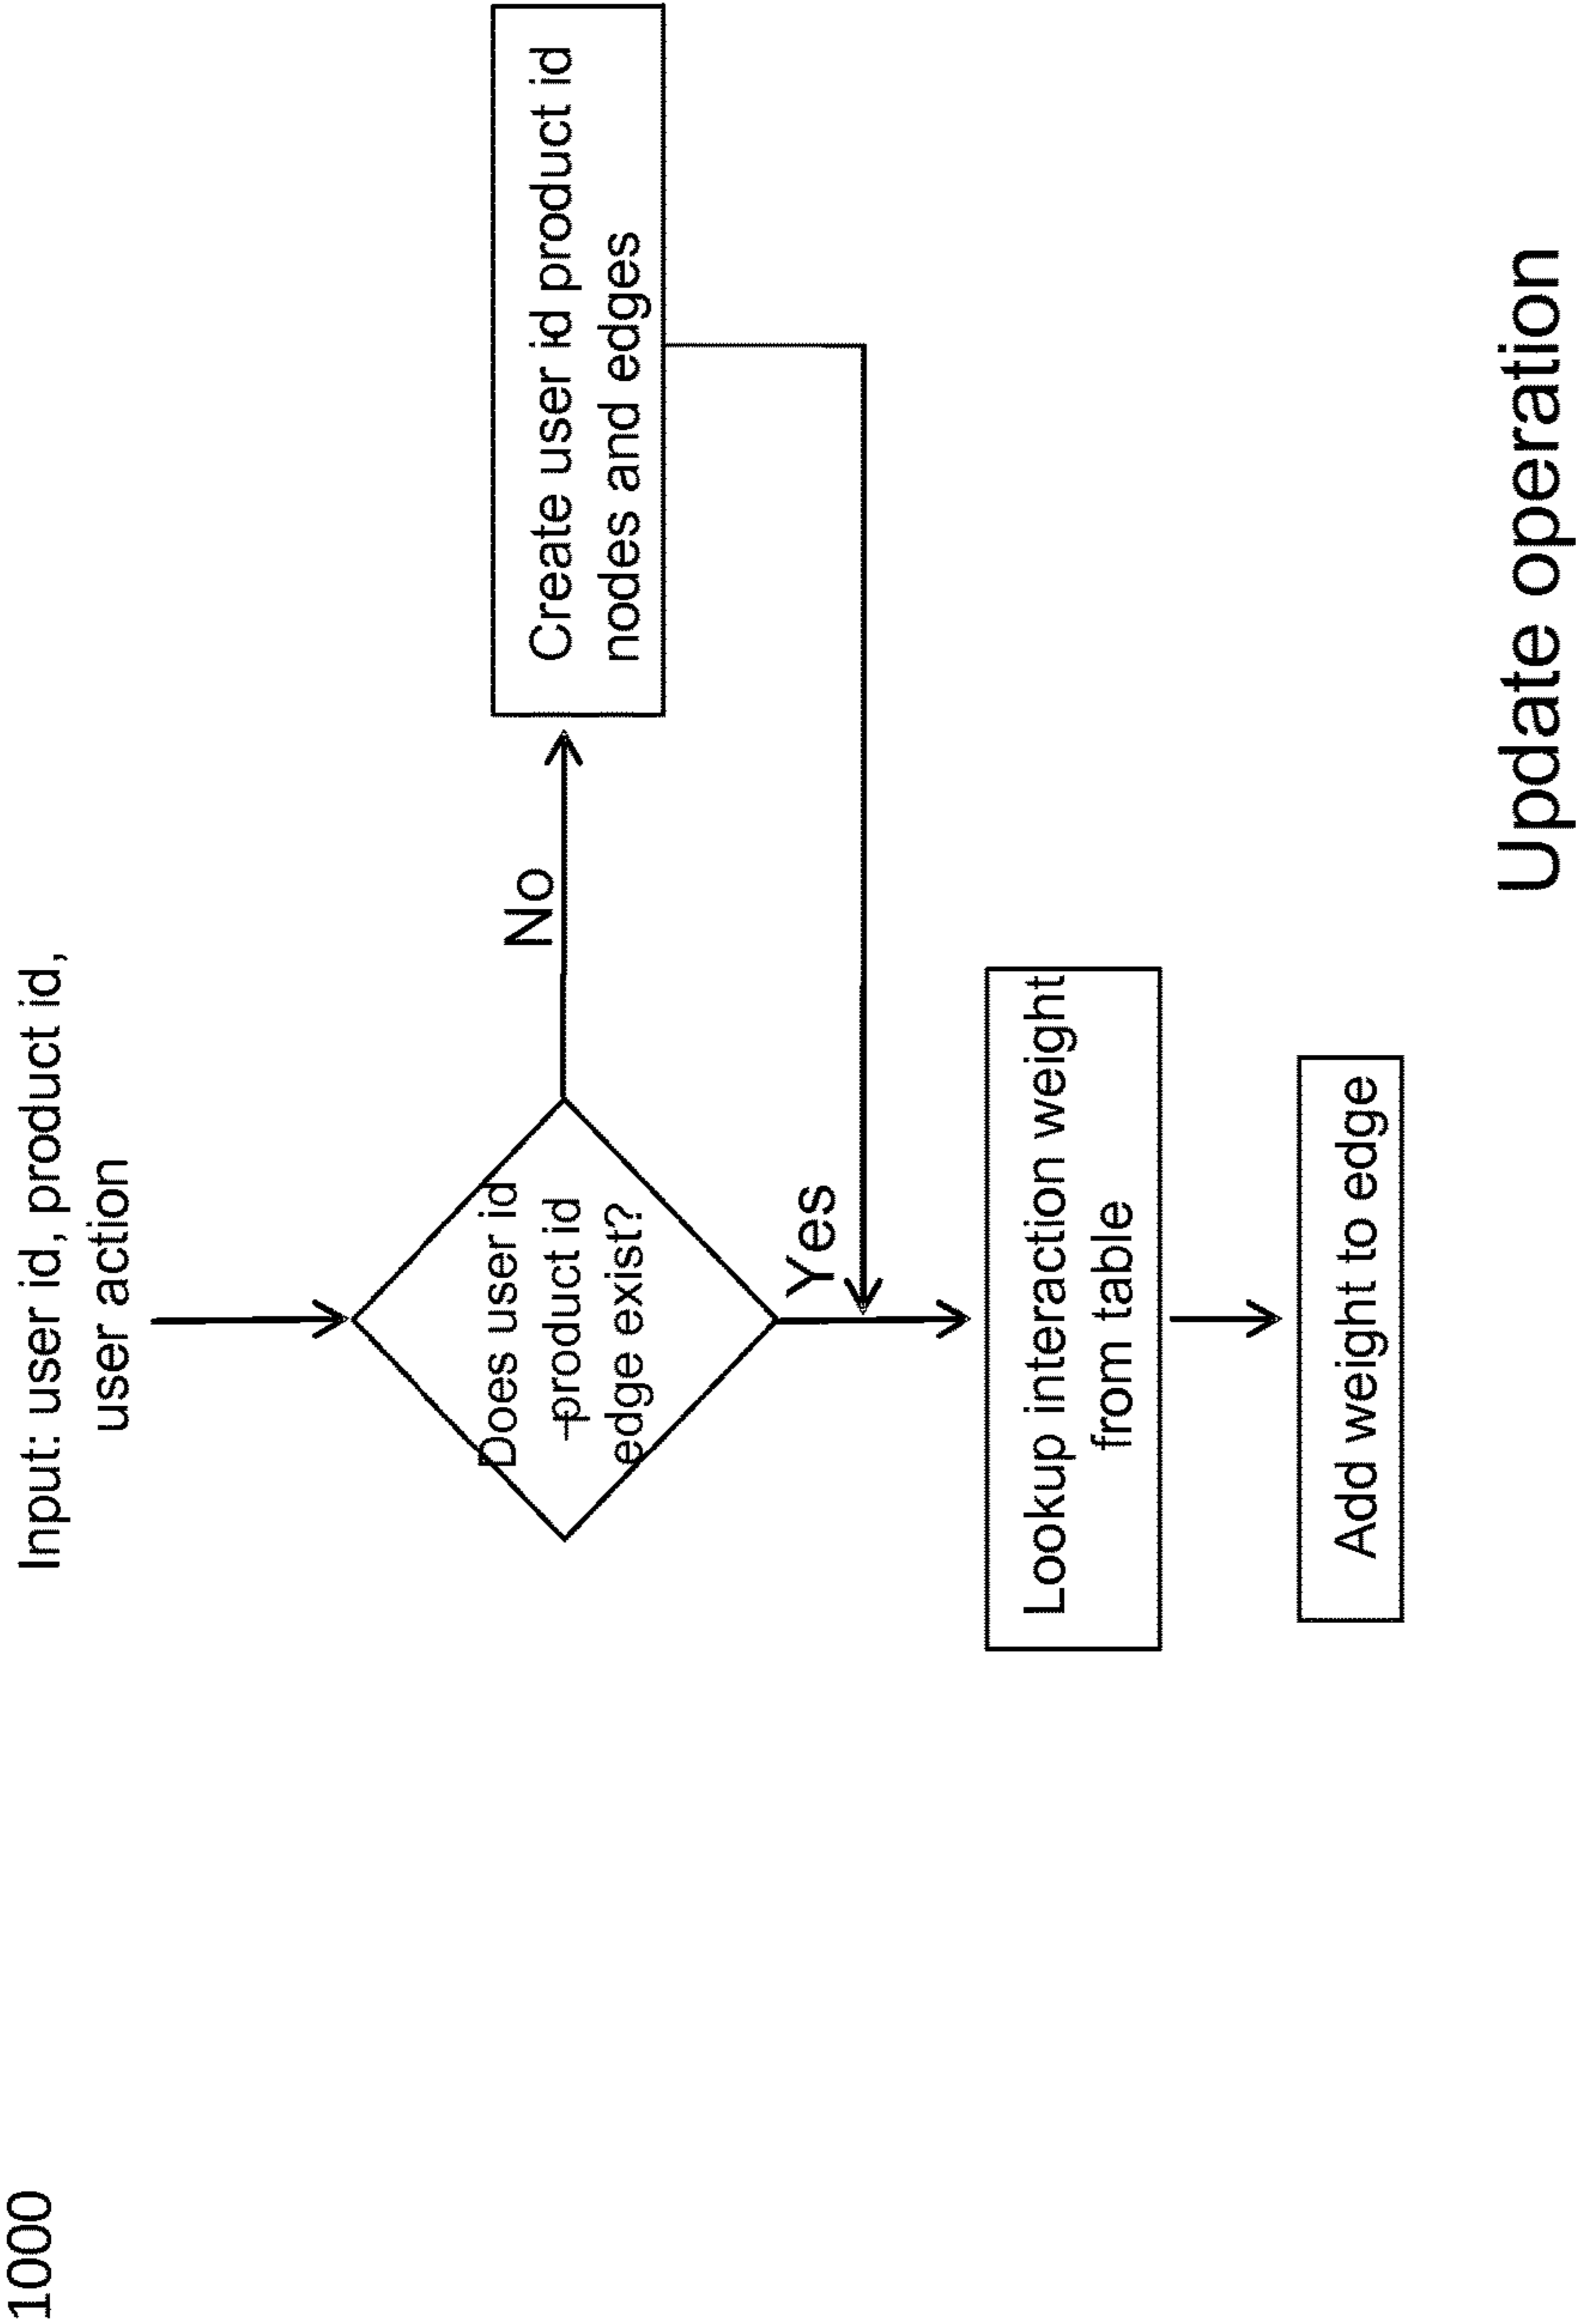 1000
Input: user id, product id,
user action
Does user id
–product id
edge exist?
No
Create user id product id
nodes and edges
Yes
Lookup interaction weight
from table
Add weight to edge
Update operation